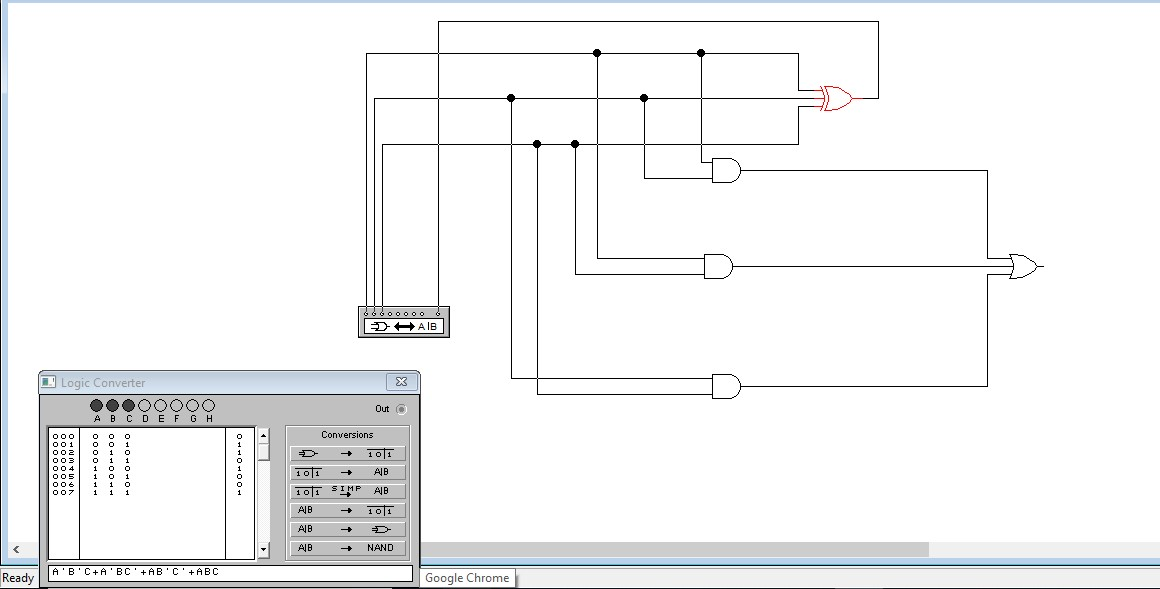 A|B
Logic Converter
Out
A B C D E F G H
Conversions
000 0 0 0 0
001 0 0 1 1
002 0 1 0 1
003 0 1 1 0
004 1 0 0 1
005 1 0 1 0
006 1 1 0 0
007 1 1 1 1
→ 1 0|1
1 0|1 → A|B
1 0|1 SIMP → A|B
A|B → 1 0|1
A|B →
A|B → NAND
A'B'C+A'BC'+AB'C'+ABC
Ready
Google Chrome